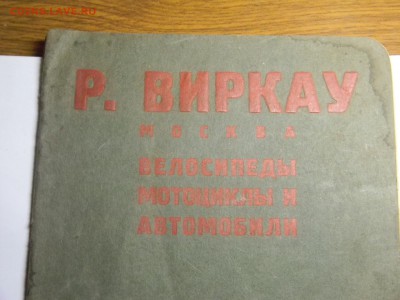 Р. ВИРКАУ
МОСКВА
ВЕЛОСИПЕДЫ
МОТОЦИКЛЫ И
АВТОМОБИЛИ